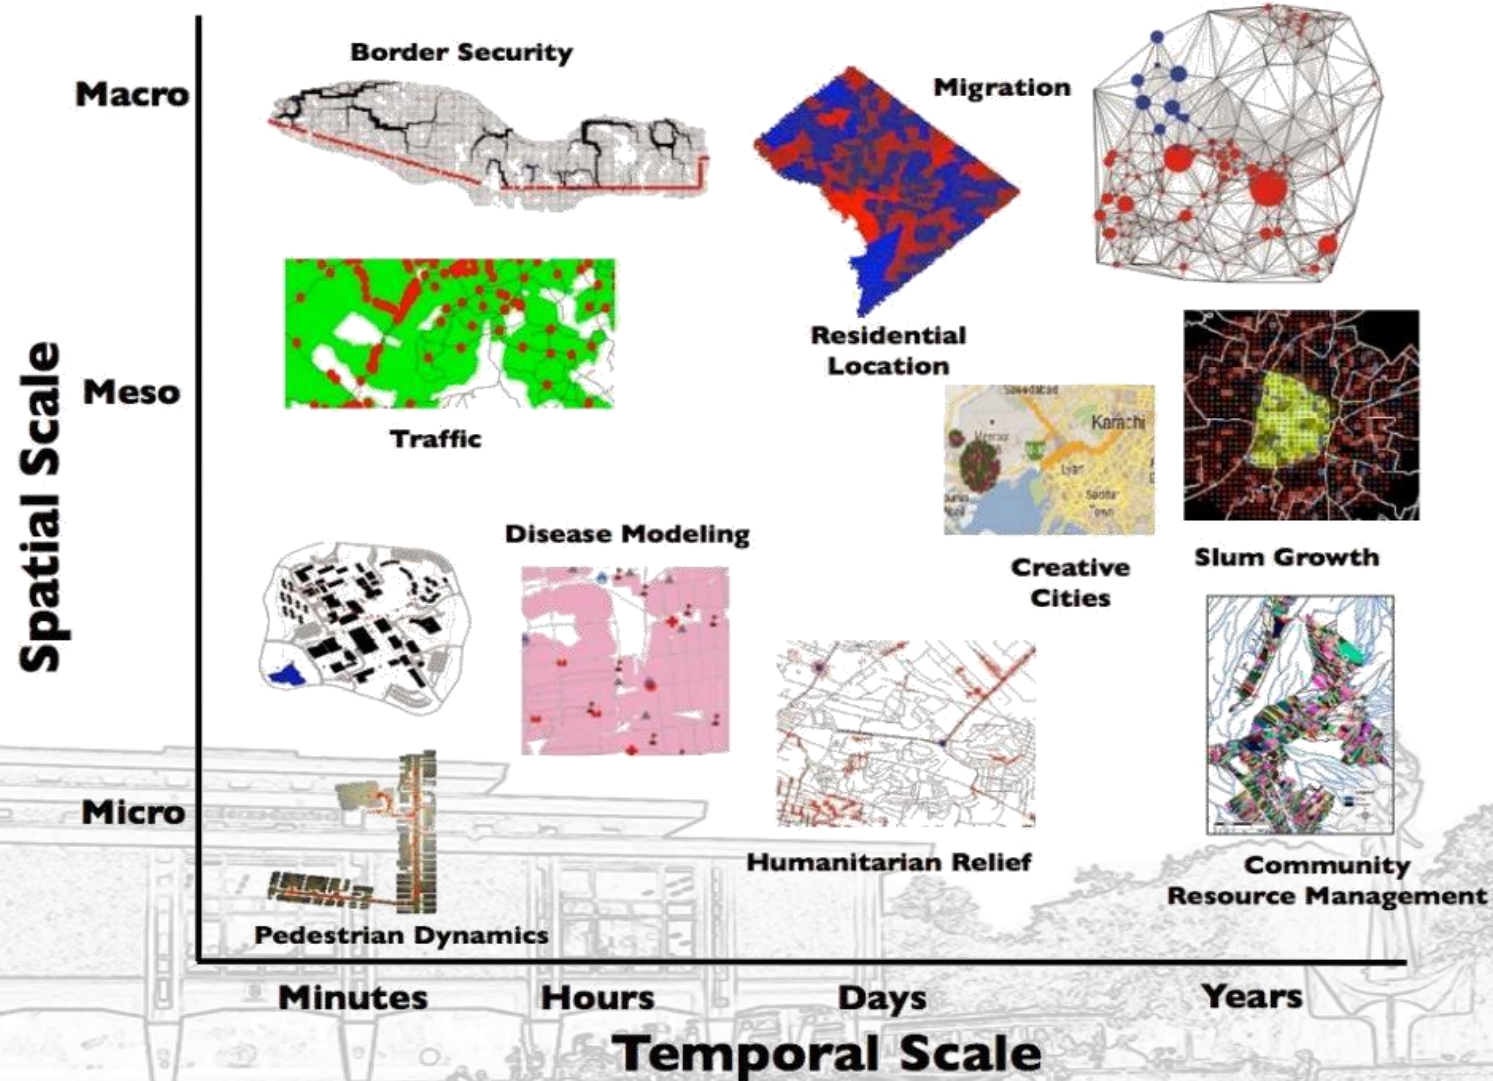 Border Security
Macro
Migration
Residential
Location
Spatial Scale
Meso
Traffic
Karachi
Lyari
Disease Modeling
Creative
Cities
Slum Growth
Micro
Humanitarian Relief
Community
Resource Management
Pedestrian Dynamics
Minutes
Hours
Days
Years
Temporal Scale